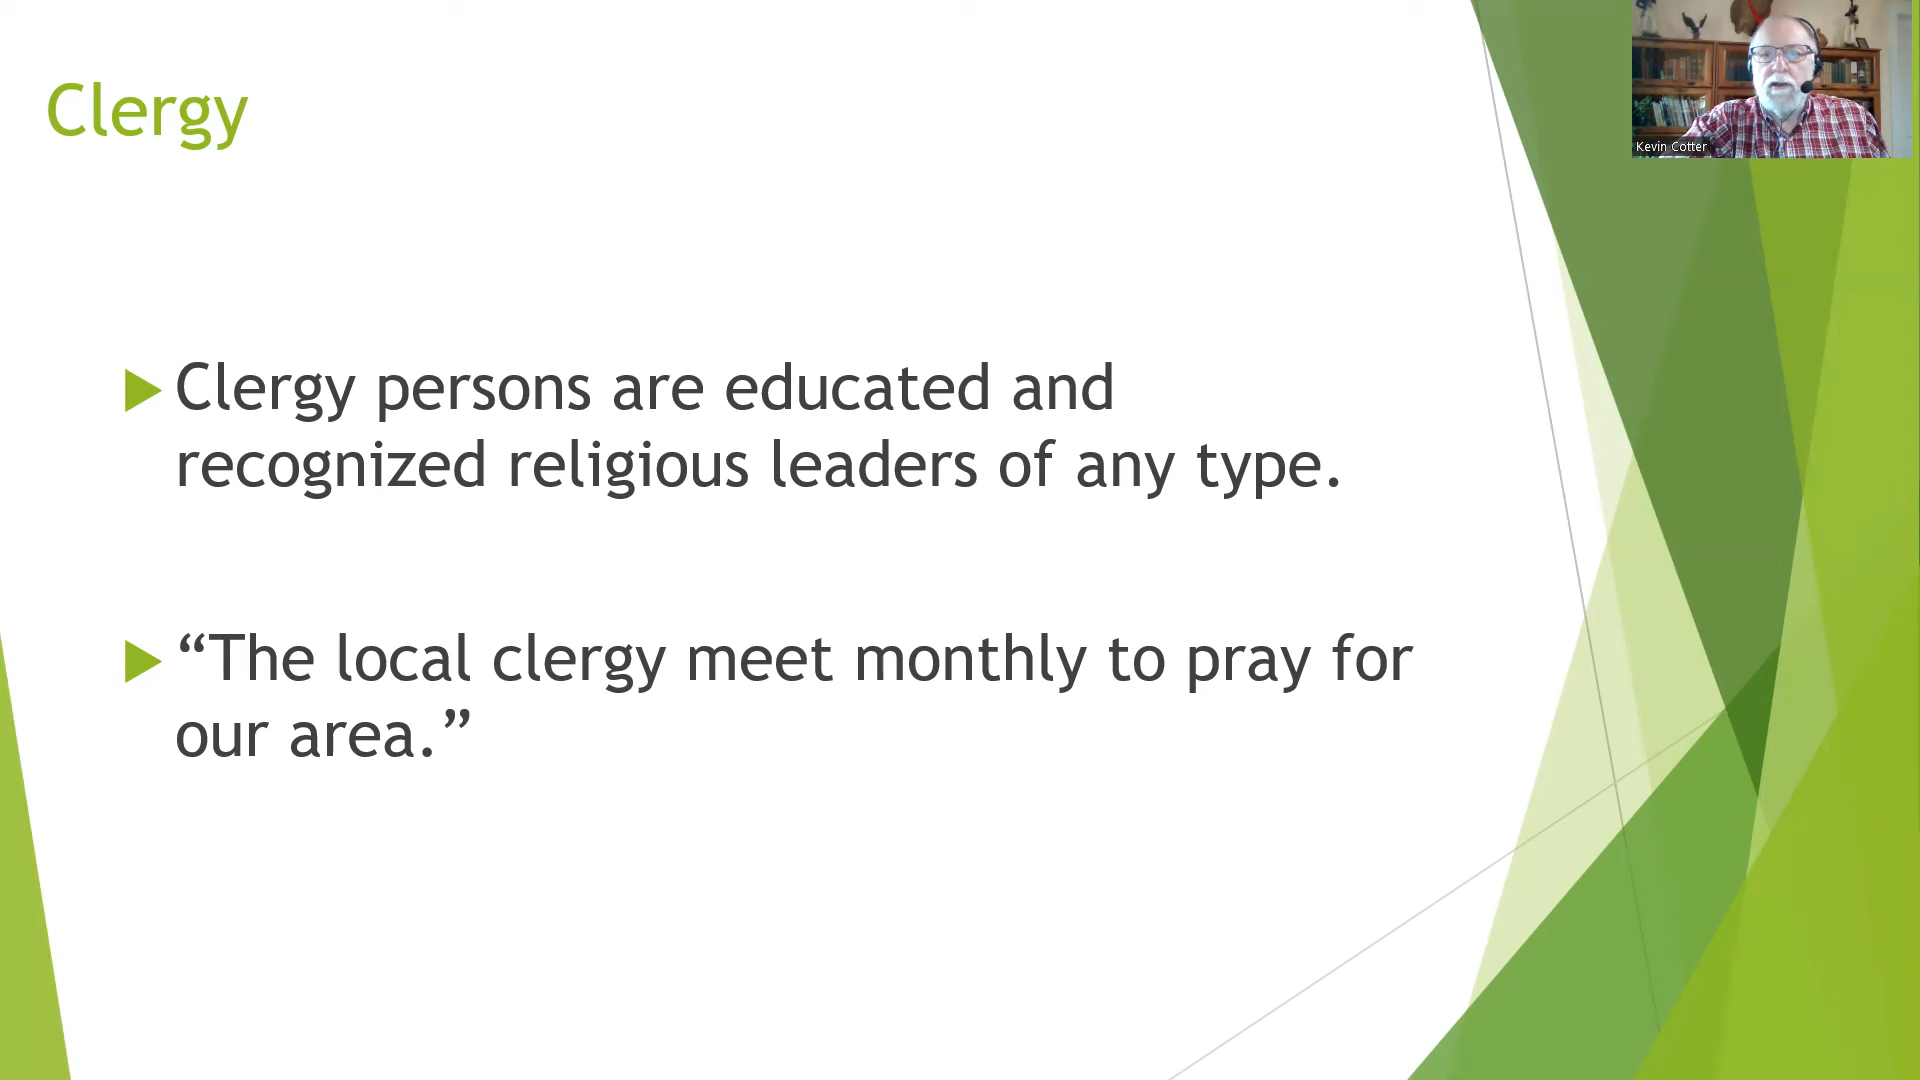 Clergy
Kevin Cotter
Clergy persons are educated and
recognized religious leaders of any type.
“The local clergy meet monthly to pray for
our area.”